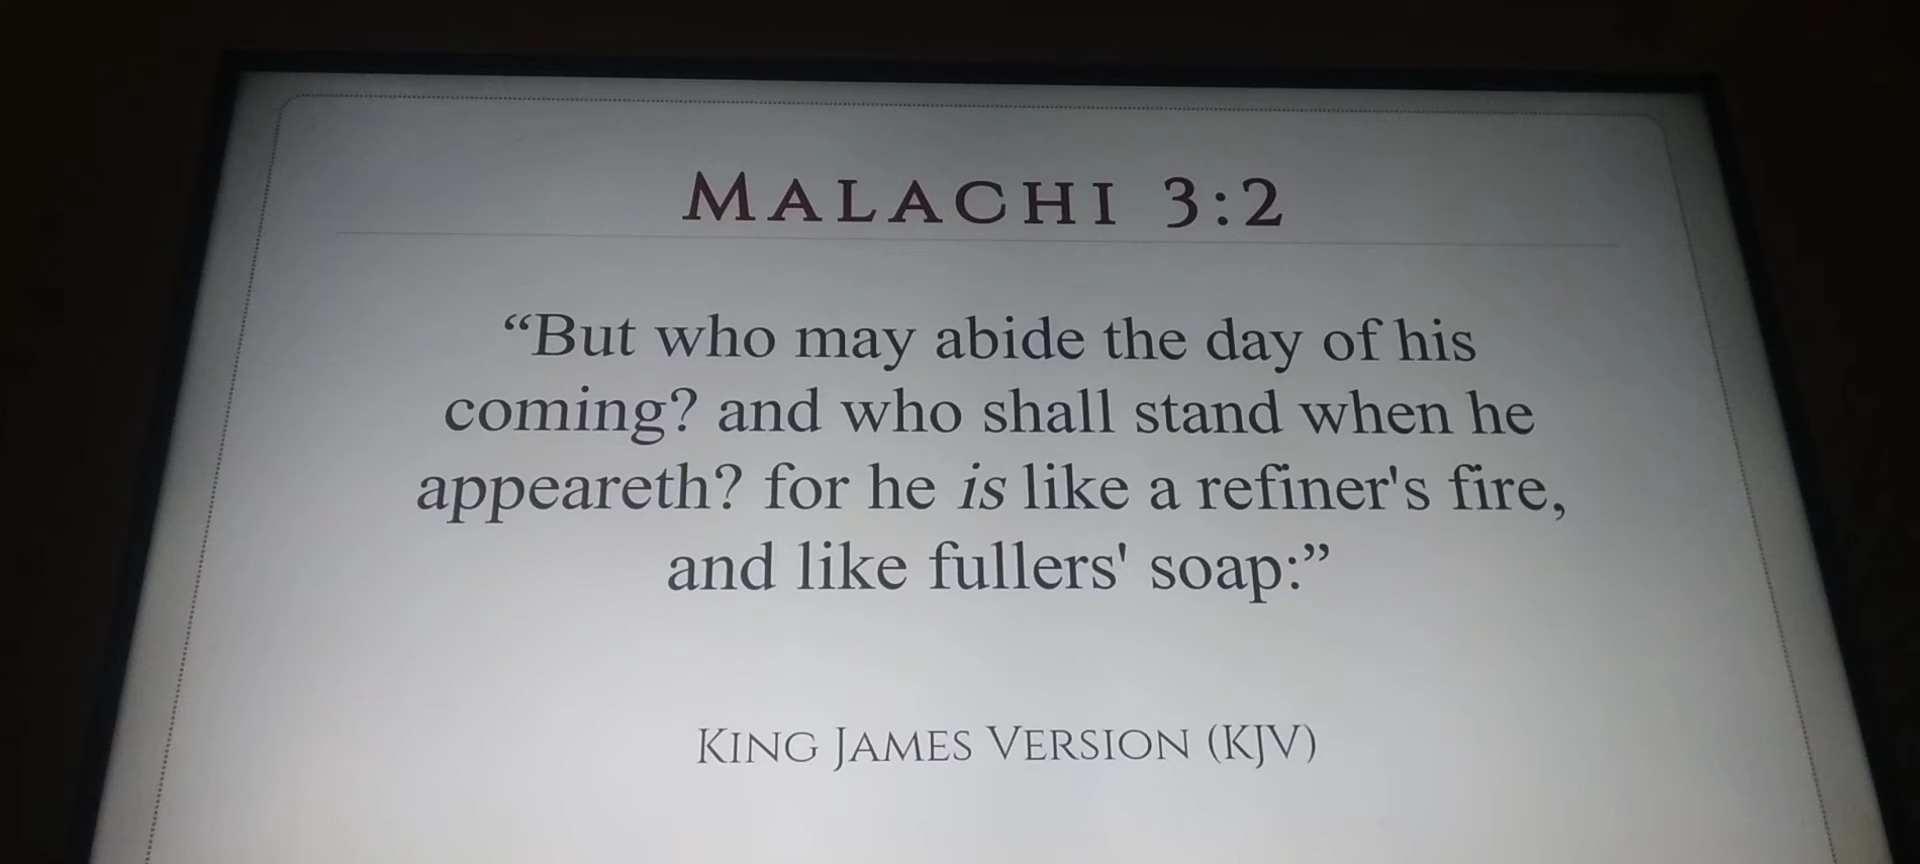 MALACHI 3:2
“But who may abide the day of his
coming? and who shall stand when he
appeareth? for he is like a refiner's fire,
and like fullers' soap:”
KING JAMES VERSION (KJV)